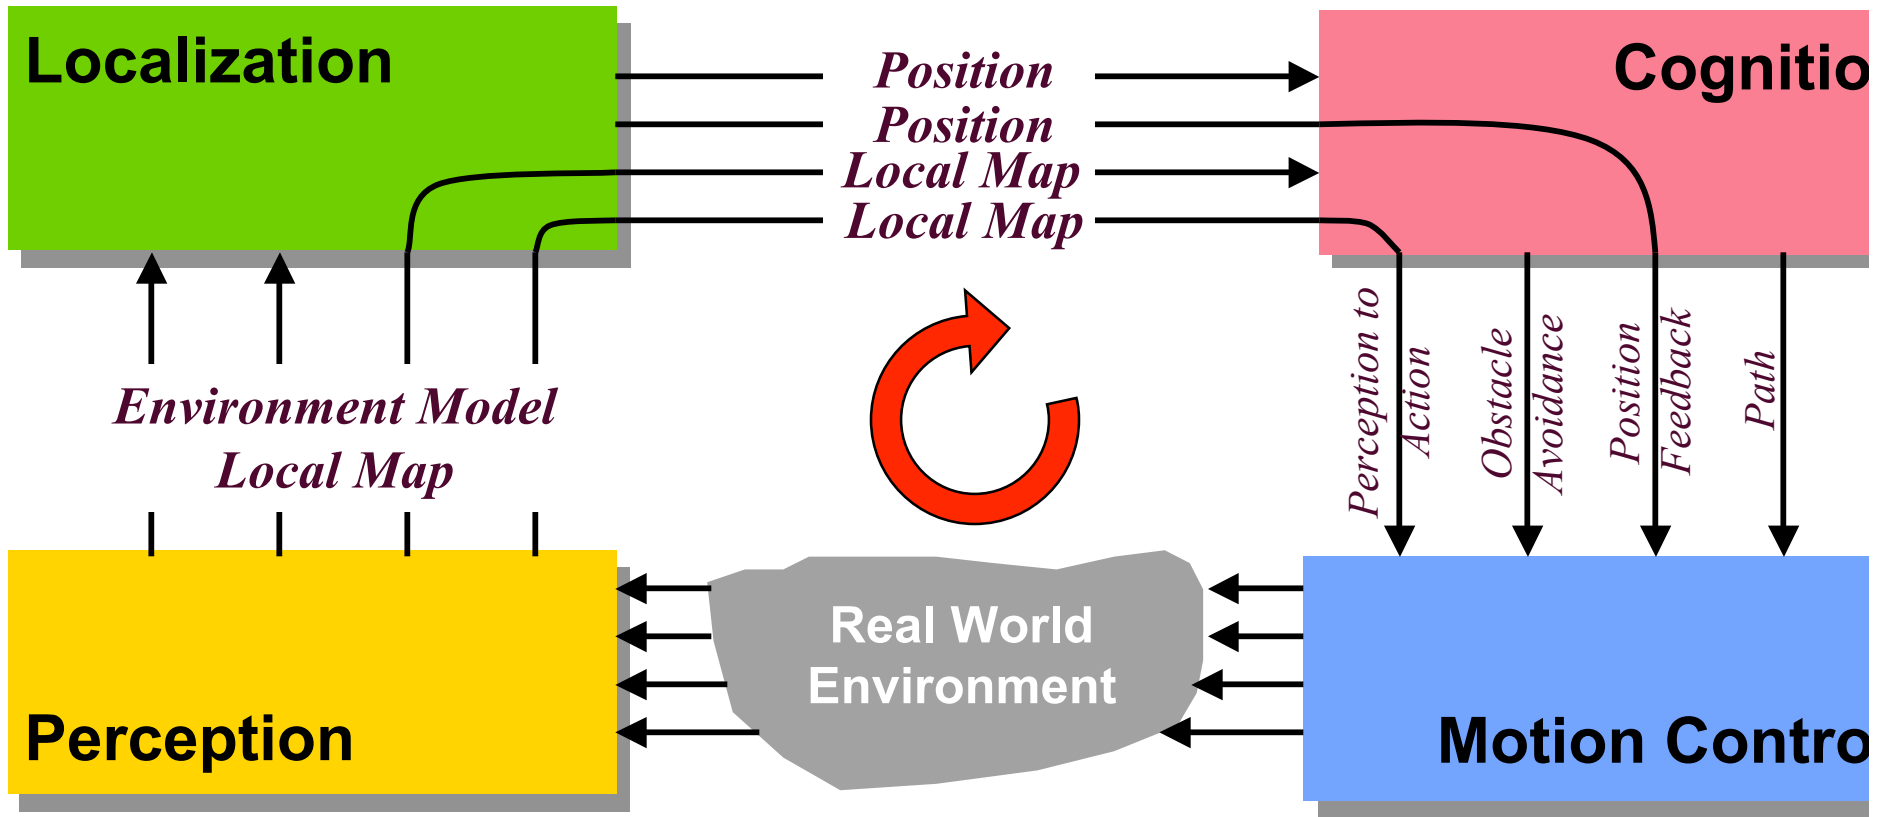 Localization
Position
Position
Local Map
Local Map
Cognitio
Environment Model
Local Map
Perception to
Action
Obstacle
Avoidance
Position
Feedback
Path
Real World
Environment
Perception
Motion Contro